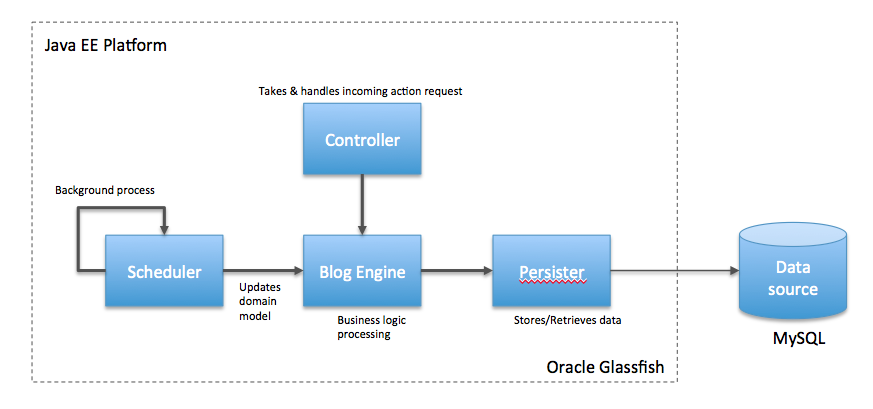 Java EE Platform
Takes & handles incoming action request
Controller
Background process
Scheduler
Updates
domain
model
Blog Engine
Business logic
processing
Persister
Stores/Retrieves data
Data
source
MySQL
Oracle Glassfish